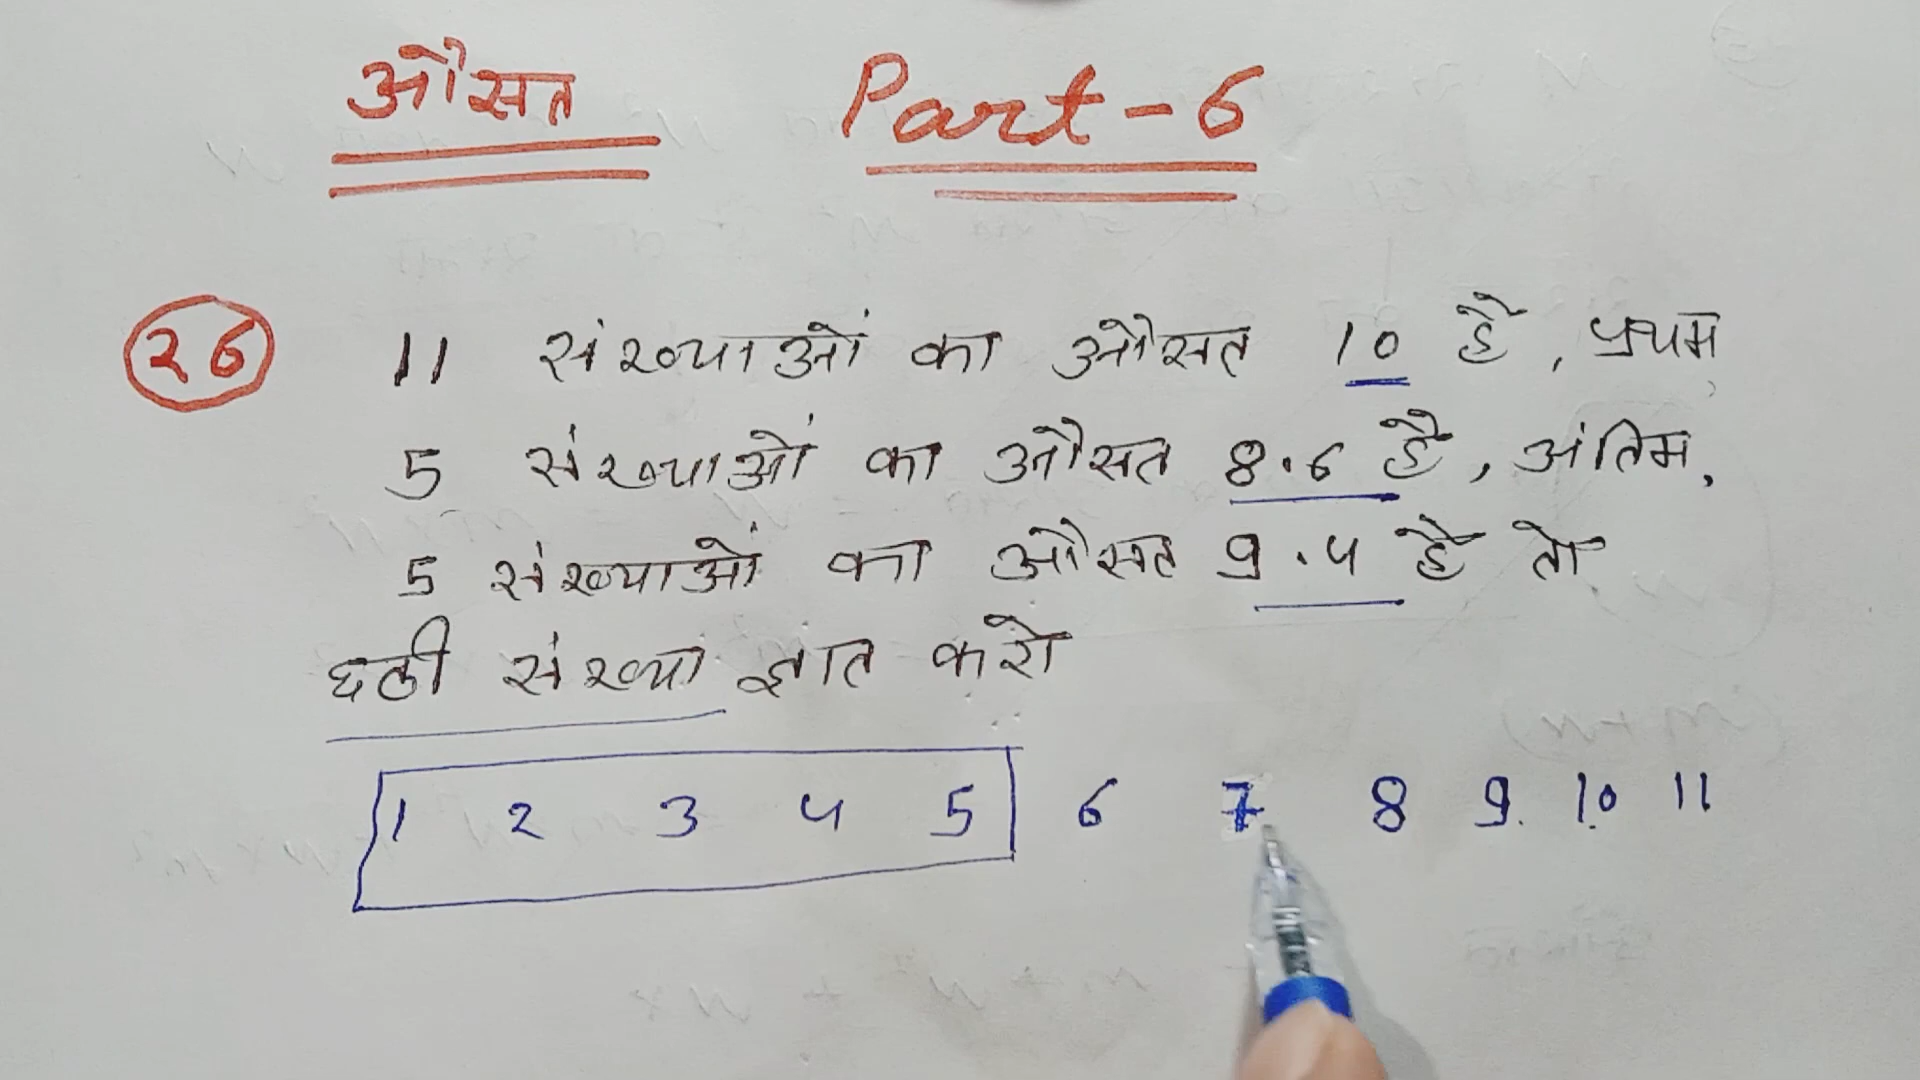 औसत Part-6
26 11 संख्याओं का औसत 10 है, प्रथम
5 संख्याओं का औसत 8.6 है, अंतिम,
5 संख्याओं का औसत 9.4 है तो
छठी संख्या ज्ञात करो
1 2 3 4 5 6 7 8 9 10 11